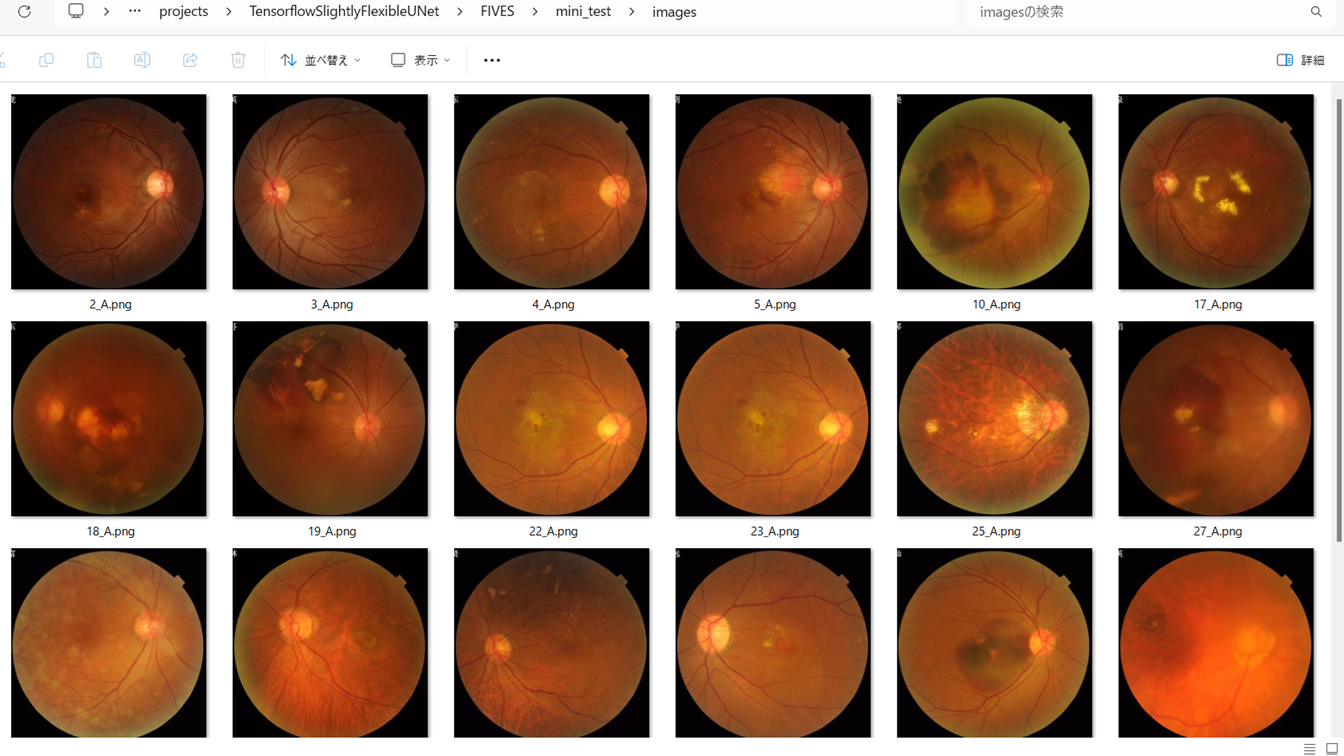 projects > TensorflowSlightlyFlexibleUNet > FIVES > mini_test > images
imagesの検索
並べ替え
表示
詳細
2_A.png
3_A.png
4_A.png
5_A.png
10_A.png
17_A.png
18_A.png
19_A.png
22_A.png
23_A.png
25_A.png
27_A.png